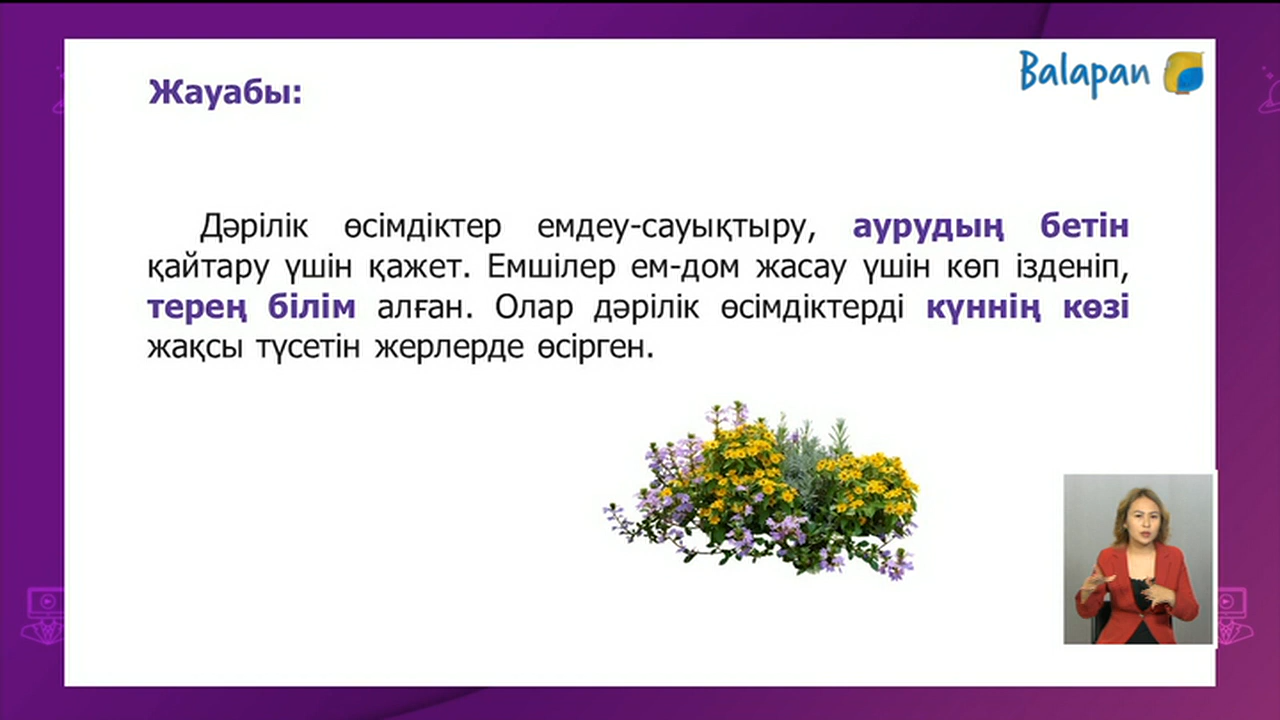 Balapan
Жауабы:
Дәрілік өсімдіктер емдеу-сауықтыру, аурудың бетін
қайтару үшін қажет. Емшілер ем-дом жасау үшін көп ізденіп,
терең білім алған. Олар дәрілік өсімдіктерді күннің көзі
жақсы түсетін жерлерде өсірген.